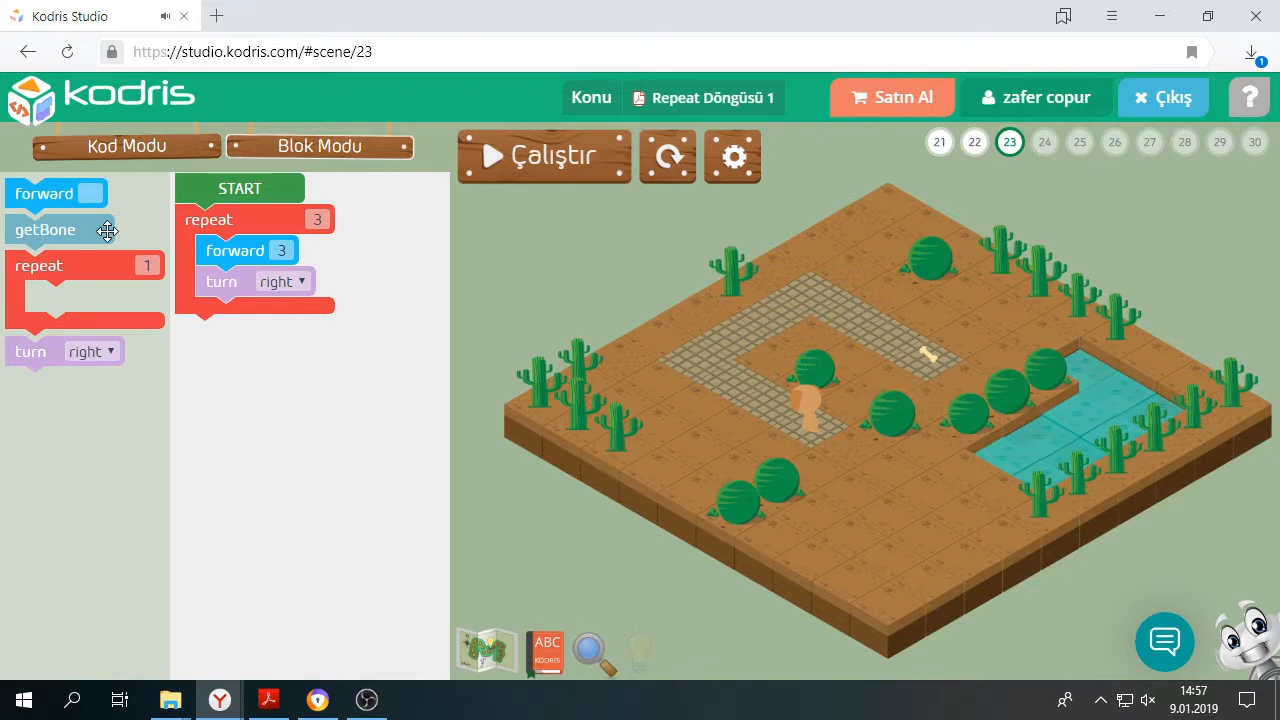 Kodris Studio
https://studio.kodris.com/#scene/23
1
kodris
Konu
Repeat Döngüsü 1
Satın Al
zafer copur
Çıkış
?
Kod Modu
Blok Modu
Çalıştır
21 22 23 24 25 26 27 28 29 30
forward
getBone
repeat 1
turn right
START
repeat 3
forward 3
turn right
ABC
KODRIS
14:57
9.01.2019